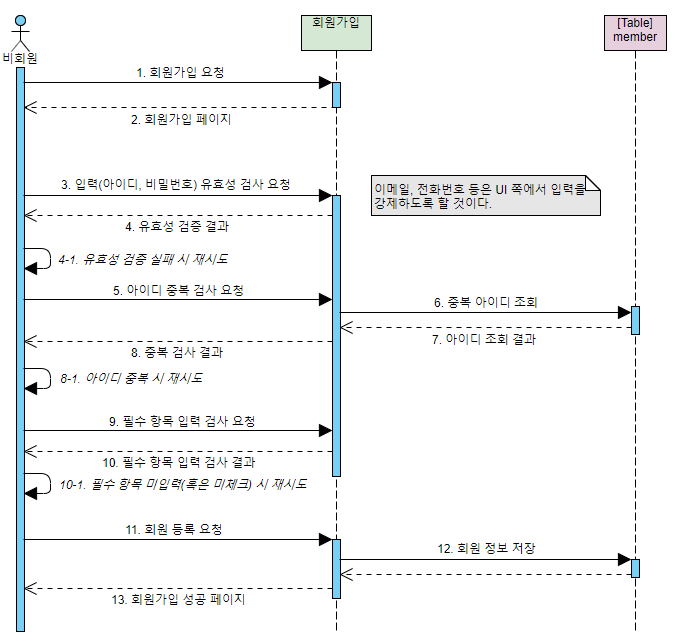 회원가입
[Table]
member
비회원
1. 회원가입 요청
2. 회원가입 페이지
3. 입력(아이디, 비밀번호) 유효성 검사 요청
이메일, 전화번호 등은 UI 쪽에서 입력을
강제하도록 할 것이다.
4. 유효성 검증 결과
4-1. 유효성 검증 실패 시 재시도
5. 아이디 중복 검사 요청
6. 중복 아이디 조회
7. 아이디 조회 결과
8. 중복 검사 결과
8-1. 아이디 중복 시 재시도
9. 필수 항목 입력 검사 요청
10. 필수 항목 입력 검사 결과
10-1. 필수 항목 미입력(혹은 미체크) 시 재시도
11. 회원 등록 요청
12. 회원 정보 저장
13. 회원가입 성공 페이지